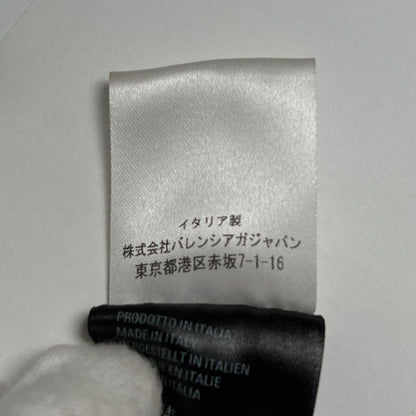 イタリア製
株式会社バレンシアガジャパン
東京都港区赤坂7-1-16
PRODOTTO IN ITALIA
MADE IN ITALY
HERGESTELLT IN ITALIEN
EN ITALIE
ITALIA